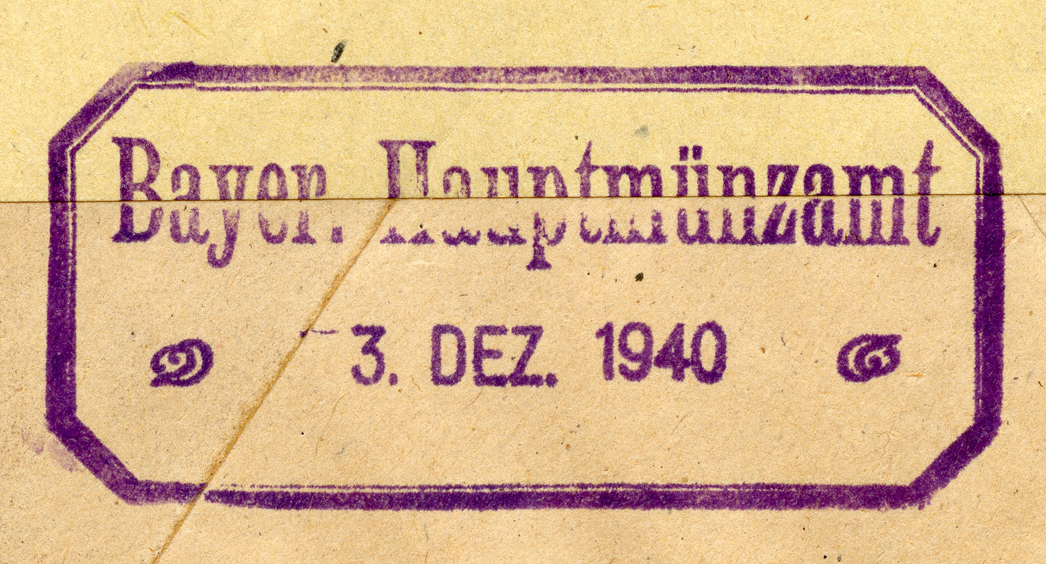 Bayer. Hauptmünzamt
- 3. DEZ. 1940